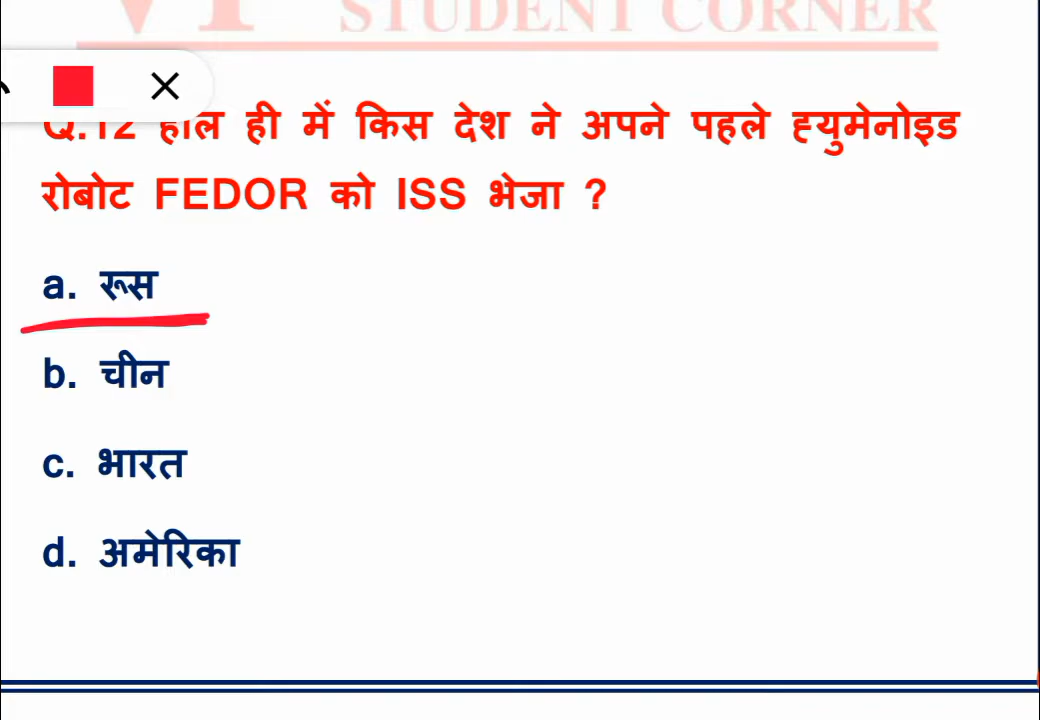 STUDENT CORNER
Q.12 हाल ही में किस देश ने अपने पहले ह्युमेनोइड
रोबोट FEDOR को ISS भेजा ?
a. रूस
b. चीन
c. भारत
d. अमेरिका